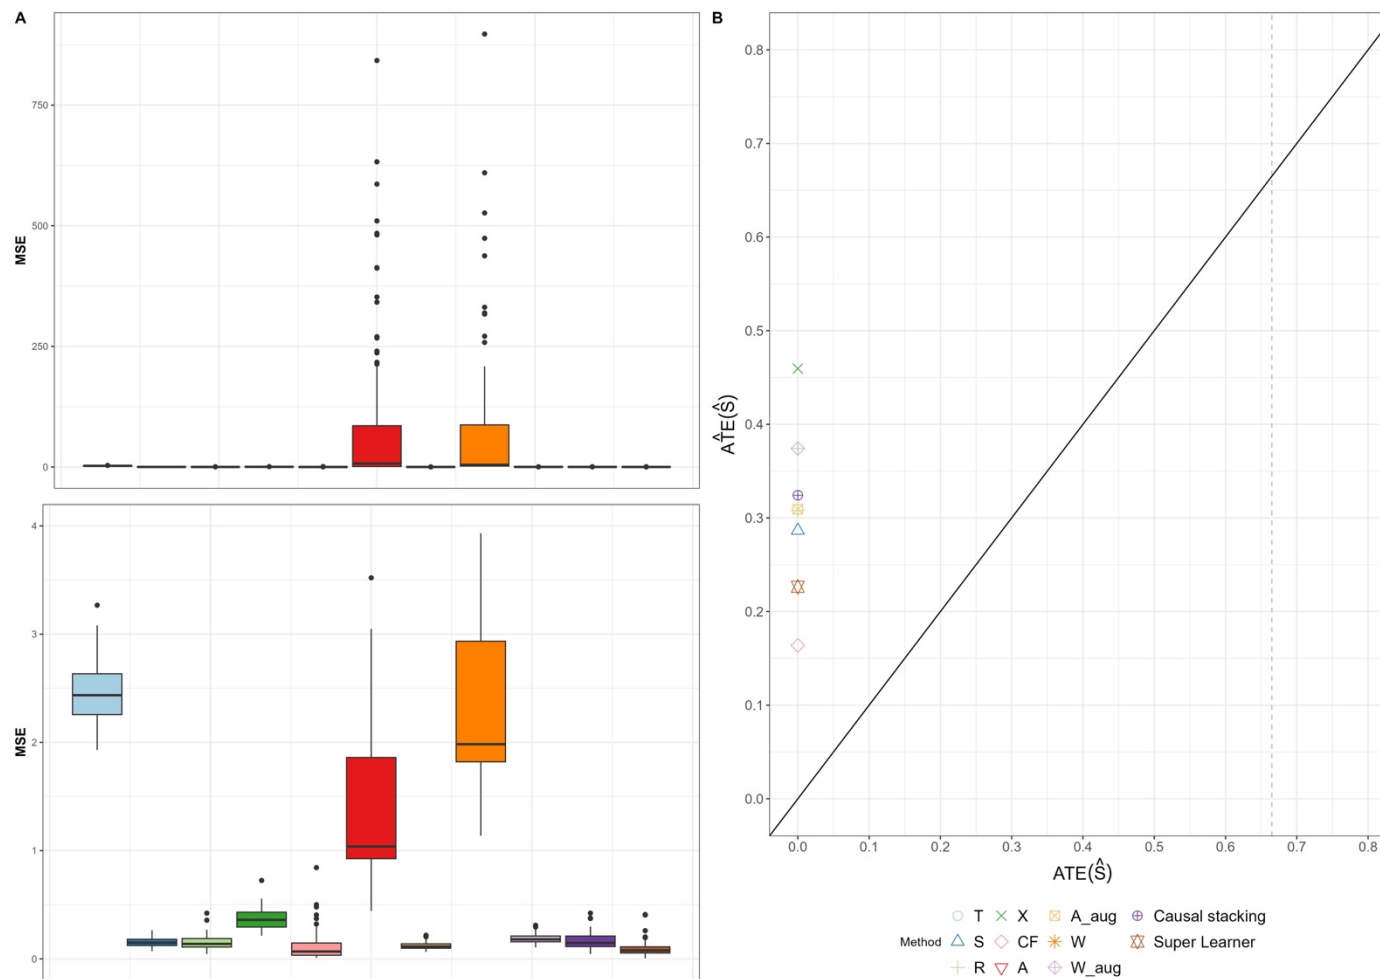 A
750
500
250
0
MSE
4
3
2
1
0
MSE
B
0.8
0.7
0.6
0.5
0.4
0.3
0.2
0.1
0.0
ATÊ(Ŝ)
0.0 0.1 0.2 0.3 0.4 0.5 0.6 0.7 0.8
ATE(Ŝ)
T X A_aug Causal stacking
Method S CF W Super Learner
R A W_aug